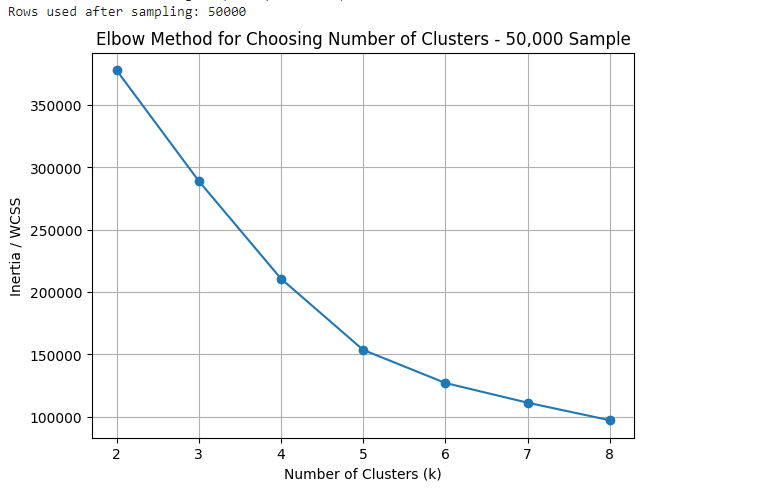 Rows used after sampling: 50000
Elbow Method for Choosing Number of Clusters - 50,000 Sample
350000
300000
250000
200000
150000
100000
Inertia / WCSS
2 3 4 5 6 7 8
Number of Clusters (k)